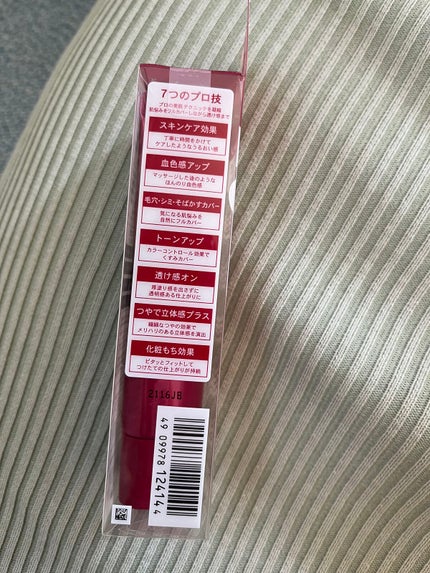 7つのプロ技
プロの美肌テクニックを凝縮
肌悩みをフルカバーしながら透け感まで
スキンケア効果
丁寧に時間をかけて
ケアしたようなうるおい感
血色感アップ
マッサージした後のような
ほんのり血色感
毛穴・シミ・そばかすカバー
気になる肌悩みを
自然にフルカバー
トーンアップ
カラーコントロール効果で
くすみカバー
透け感オン
厚塗り感を出さずに
透明感ある仕上がりに
つやで立体感プラス
繊細なつやの効果で
メリハリのある立体感を演出
化粧もち効果
ピタッとフィットして
つけたての仕上がりが持続
2116JB
4 909978 124144